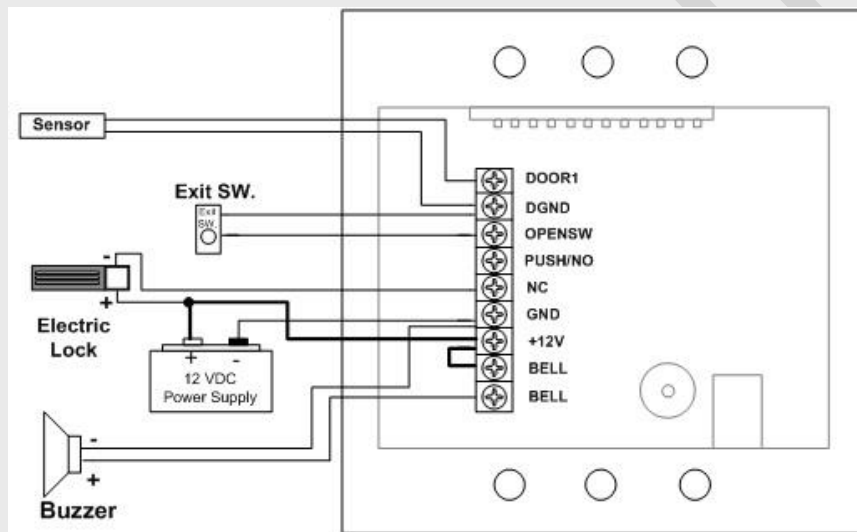 Sensor
Exit SW.
Exit
SW.
DOOR1
DGND
OPENSW
PUSH/NO
NC
GND
+12V
BELL
BELL
-
+
Electric
Lock
+ -
12 VDC
Power Supply
-
+
Buzzer